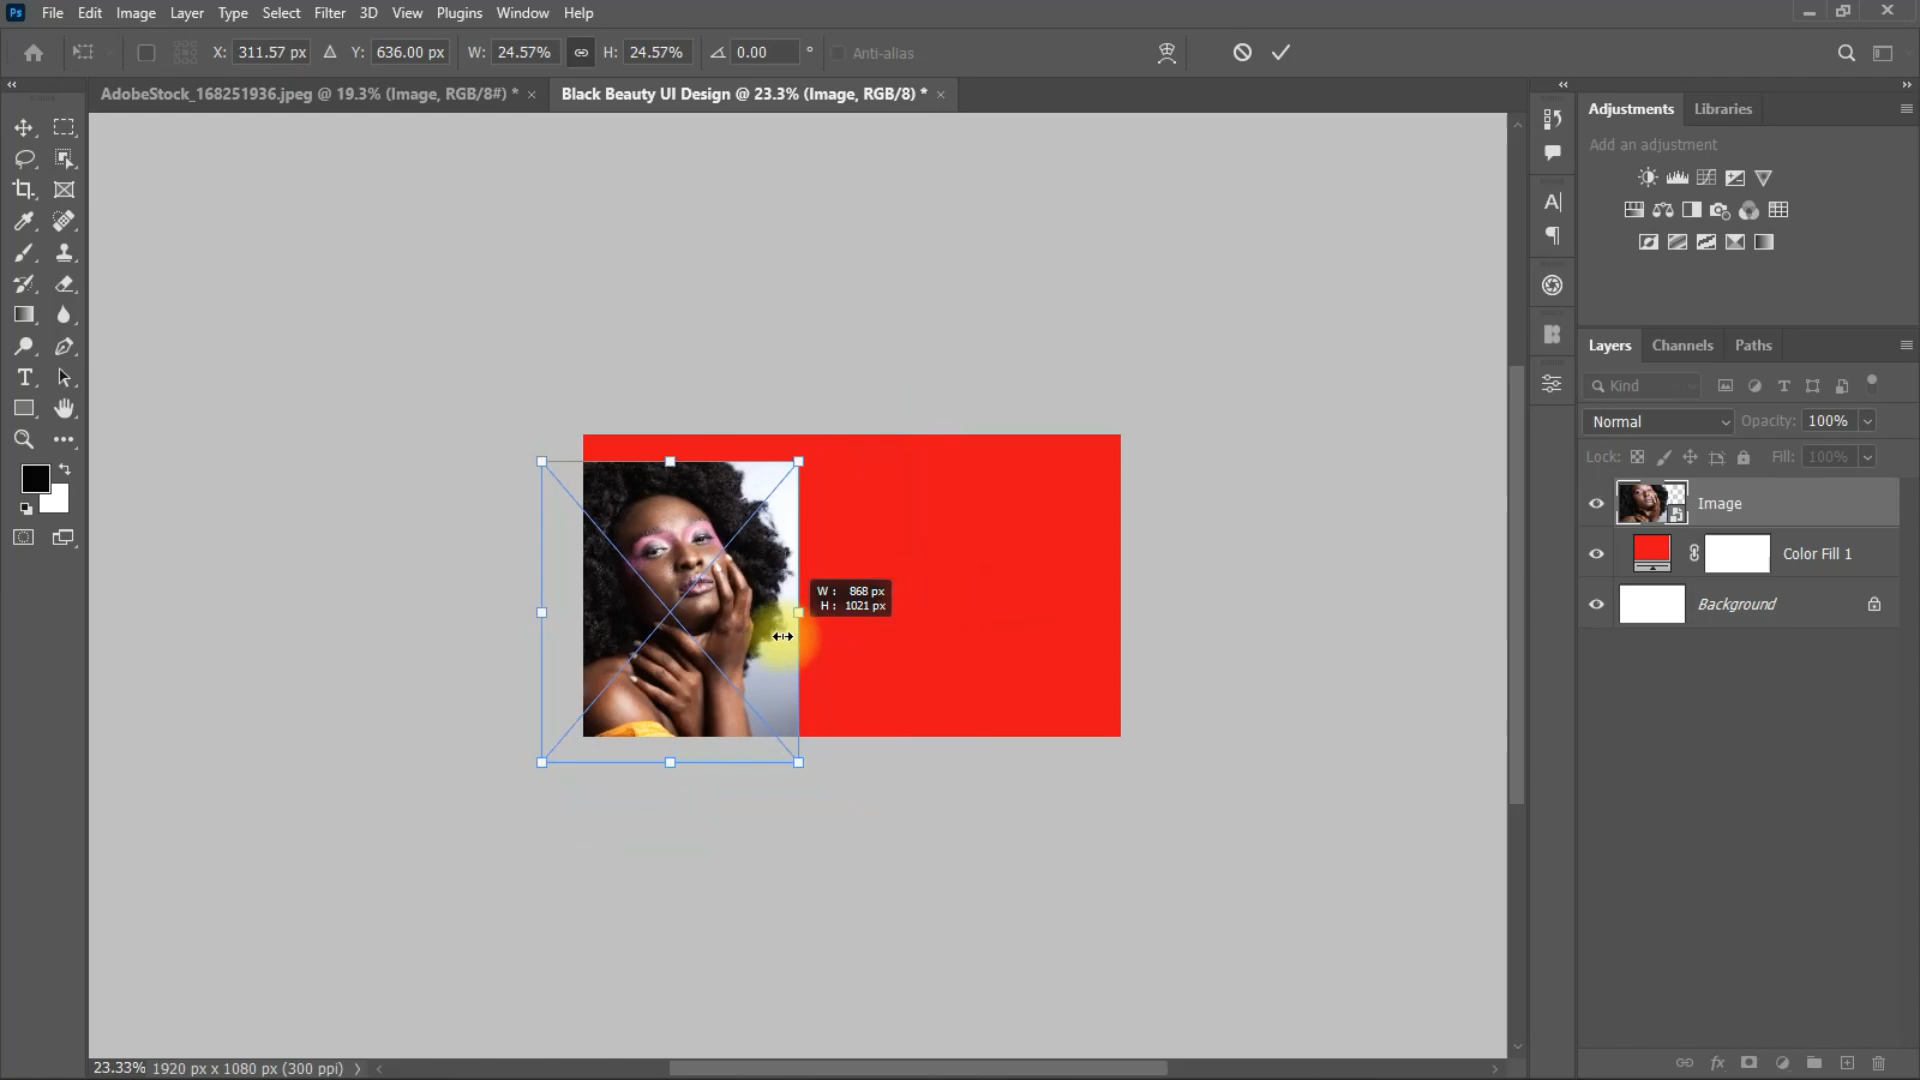 Ps File Edit Image Layer Type Select Filter 3D View Plugins Window Help
X: 311.57 px Y: 636.00 px W: 24.57% H: 24.57% 0.00 ° Anti-alias
AdobeStock_168251936.jpeg @ 19.3% (Image, RGB/8#) * × Black Beauty UI Design @ 23.3% (Image, RGB/8) * ×
Adjustments Libraries
Add an adjustment
Layers Channels Paths
Kind
Normal Opacity: 100%
Lock: Fill: 100%
Image
Color Fill 1
Background
W : 868 px
H : 1021 px
23.33% 1920 px x 1080 px (300 ppi)